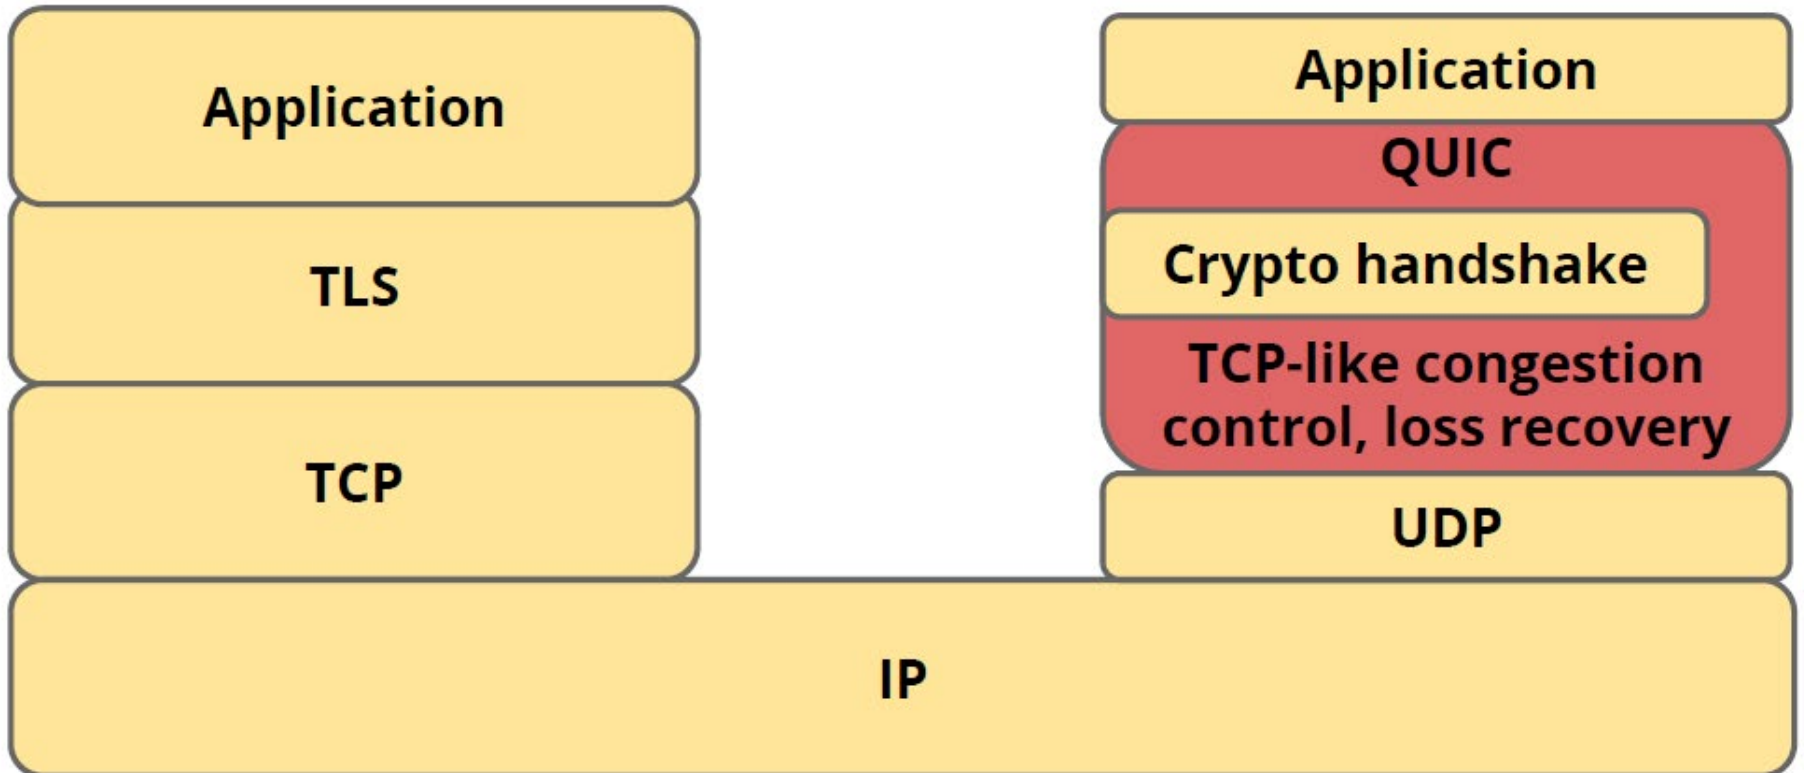 Application
TLS
TCP
Application
QUIC
Crypto handshake
TCP-like congestion
control, loss recovery
UDP
IP